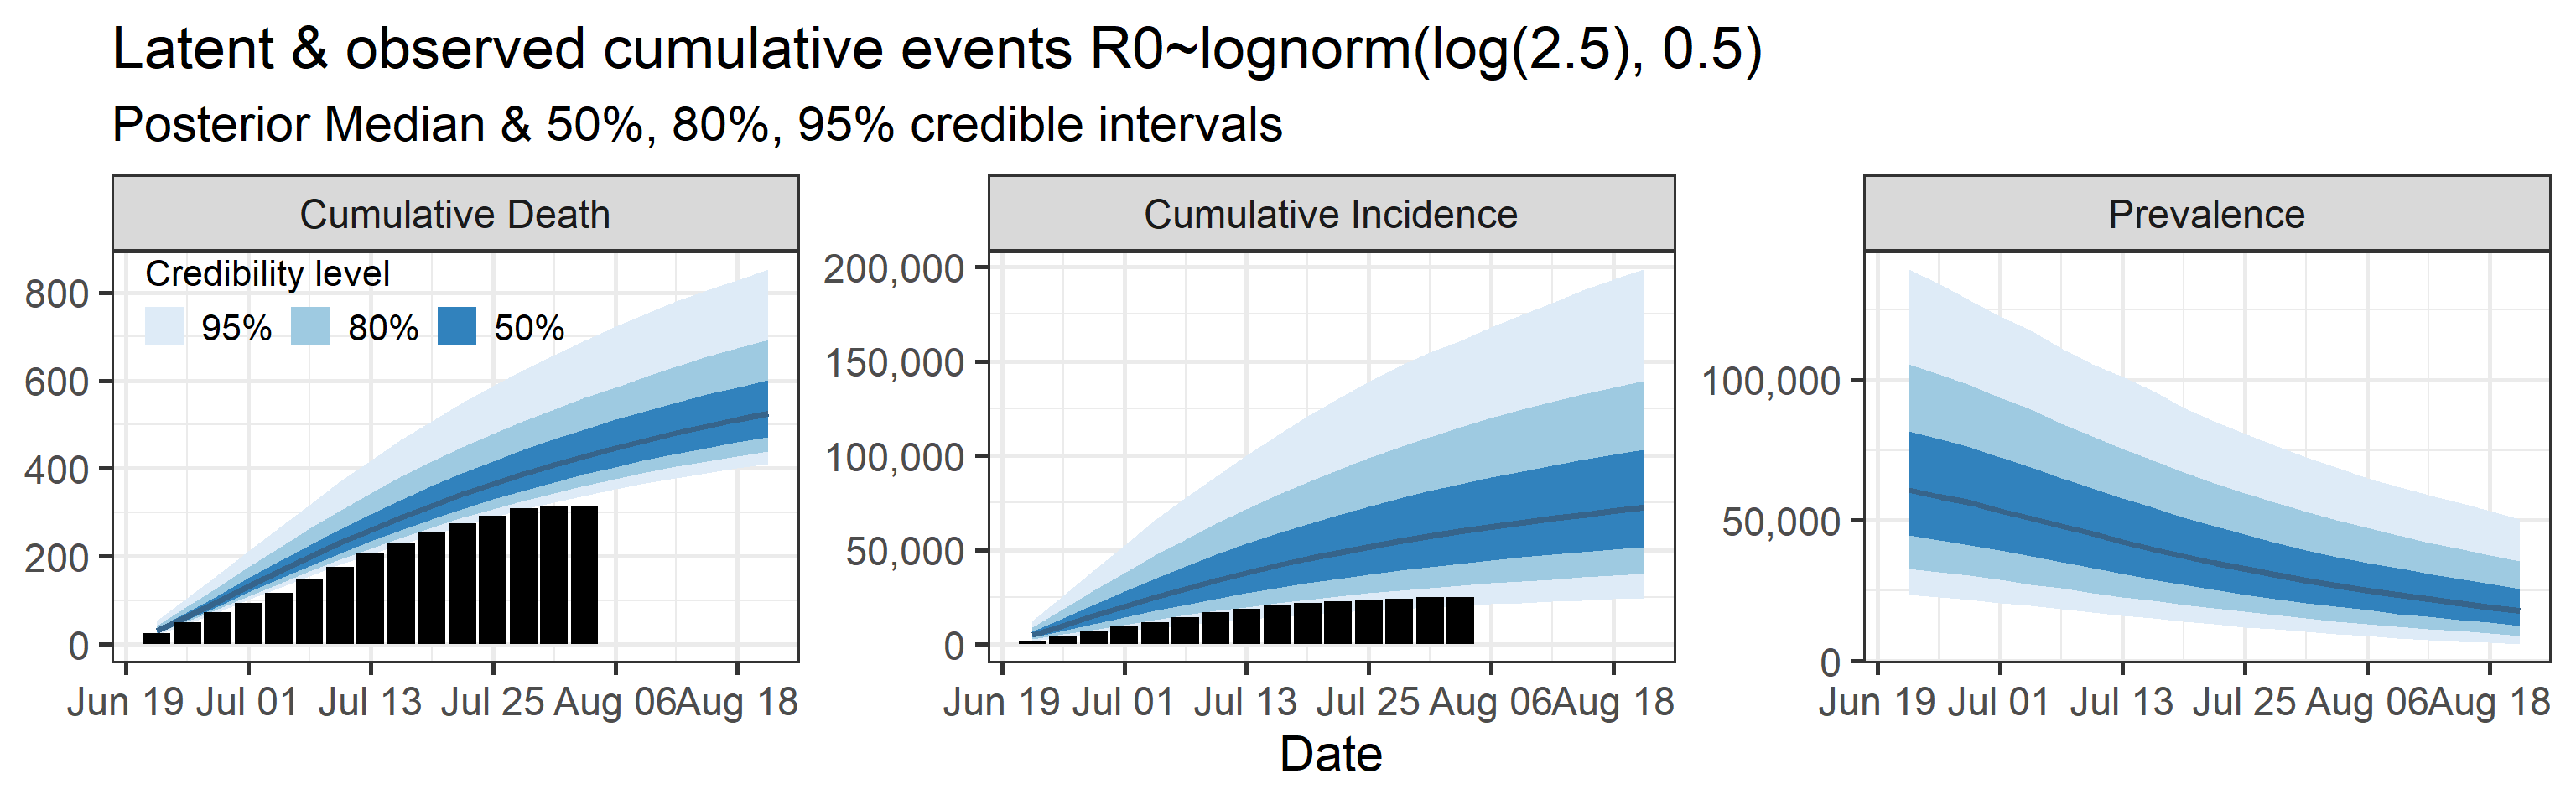 Latent & observed cumulative events R0~lognorm(log(2.5), 0.5)
Posterior Median & 50%, 80%, 95% credible intervals
Cumulative Death
Credibility level
95% 80% 50%
800
600
400
200
0
Jun 19 Jul 01 Jul 13 Jul 25 Aug 06 Aug 18
Cumulative Incidence
200,000
150,000
100,000
50,000
0
Jun 19 Jul 01 Jul 13 Jul 25 Aug 06 Aug 18
Prevalence
100,000
50,000
0
Jun 19 Jul 01 Jul 13 Jul 25 Aug 06 Aug 18
Date